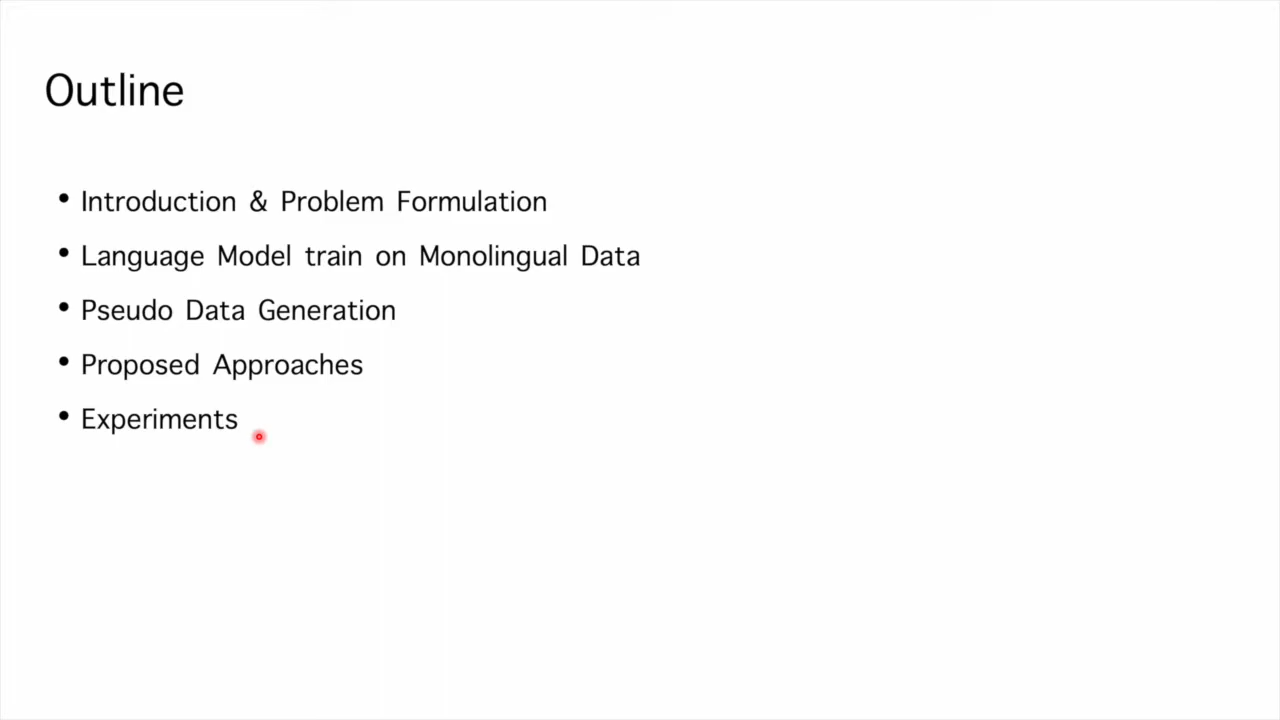 Outline
• Introduction & Problem Formulation
• Language Model train on Monolingual Data
• Pseudo Data Generation
• Proposed Approaches
• Experiments